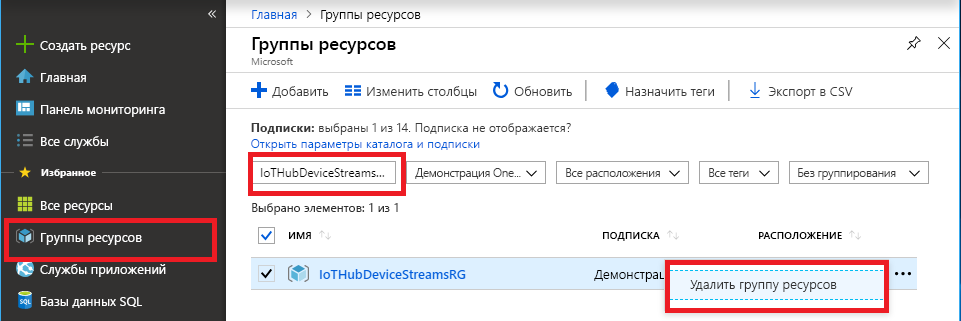 «
Создать ресурс
Главная
Панель мониторинга
Все службы
Избранное
Все ресурсы
Группы ресурсов
Службы приложений
Базы данных SQL
Главная > Группы ресурсов
Группы ресурсов
Microsoft
Добавить Изменить столбцы Обновить Назначить теги Экспорт в CSV
Подписки: выбраны 1 из 14. Подписка не отображается?
Открыть параметры каталога и подписки
IoTHubDeviceStreams... Демонстрация One... Все расположения Все теги Без группирования
Выбрано элементов: 1 из 1
ИМЯ ПОДПИСКА РАСПОЛОЖЕНИЕ
IoTHubDeviceStreamsRG Демонстрац
Удалить группу ресурсов